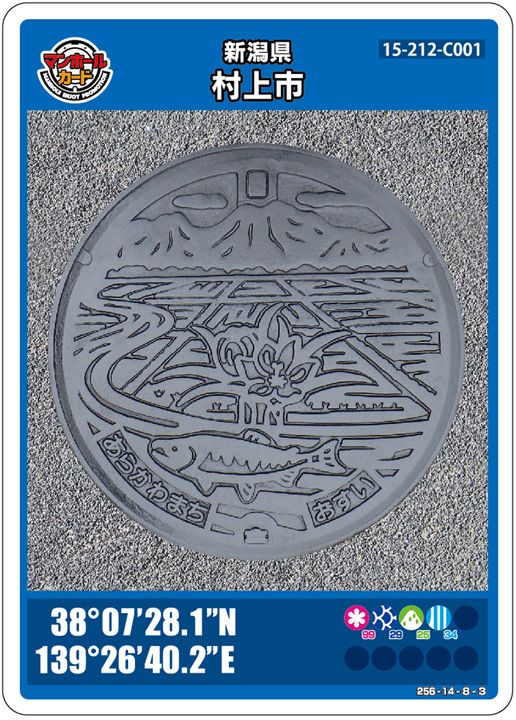 マンホール
カード
MANHOLE ENJOY PROMOTION
新潟県
村上市
15-212-C001
あらかわまち
おすい
38°07'28.1"N
139°26'40.2"E
99 29 25 34
256-14-8-3